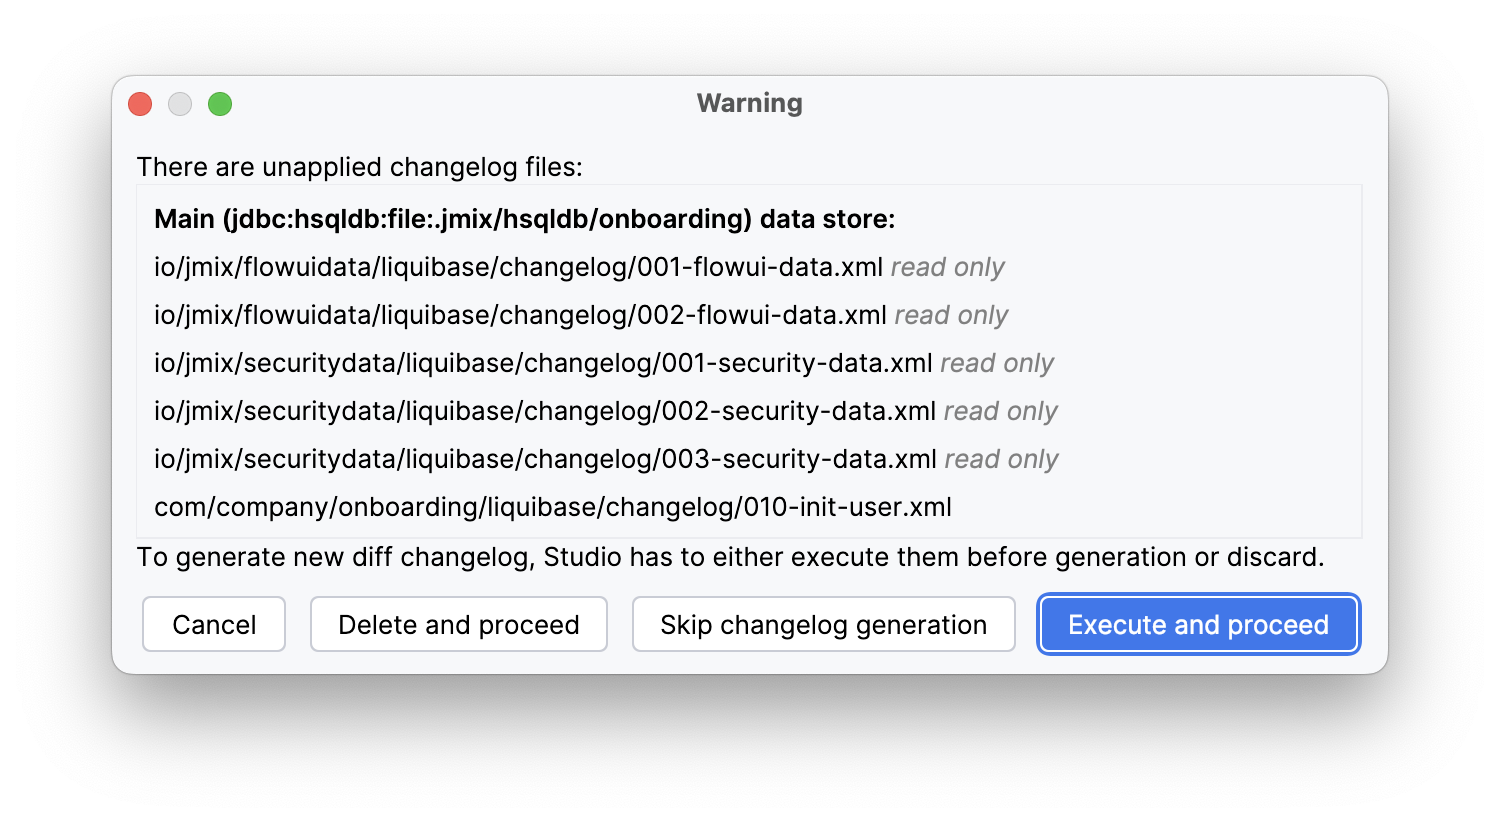 Warning
There are unapplied changelog files:
Main (jdbc:hsqldb:file:.jmix/hsqldb/onboarding) data store:
io/jmix/flowuidata/liquibase/changelog/001-flowui-data.xml read only
io/jmix/flowuidata/liquibase/changelog/002-flowui-data.xml read only
io/jmix/securitydata/liquibase/changelog/001-security-data.xml read only
io/jmix/securitydata/liquibase/changelog/002-security-data.xml read only
io/jmix/securitydata/liquibase/changelog/003-security-data.xml read only
com/company/onboarding/liquibase/changelog/010-init-user.xml
To generate new diff changelog, Studio has to either execute them before generation or discard.
Cancel Delete and proceed Skip changelog generation Execute and proceed